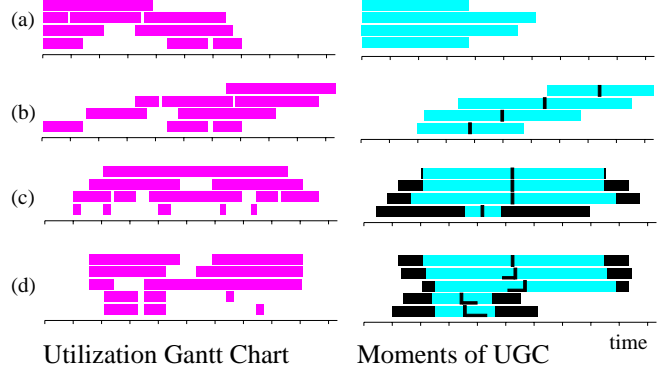 (a)
(b)
(c)
(d)
time
Utilization Gantt Chart
Moments of UGC